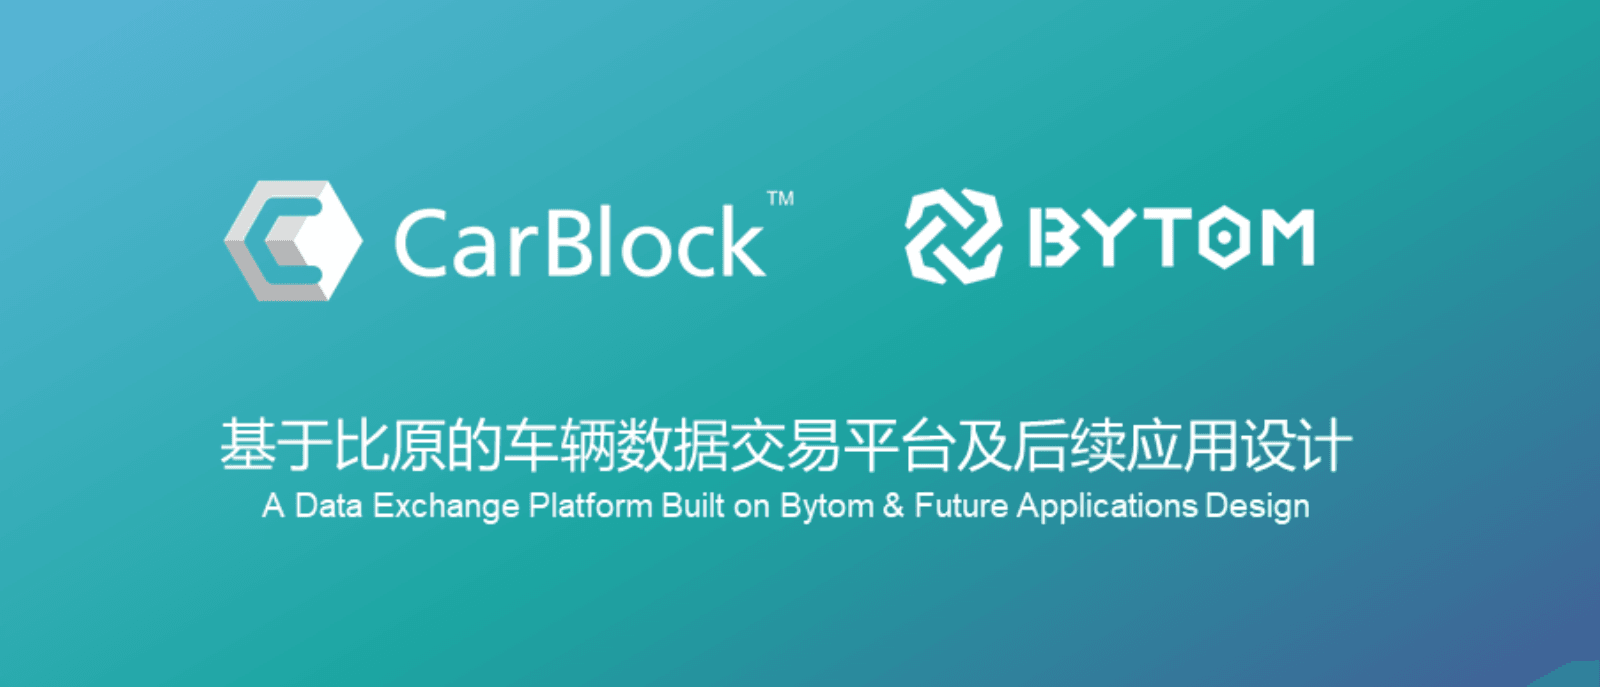 CarBlock™ BYTOM
基于比原的车辆数据交易平台及后续应用设计
A Data Exchange Platform Built on Bytom & Future Applications Design